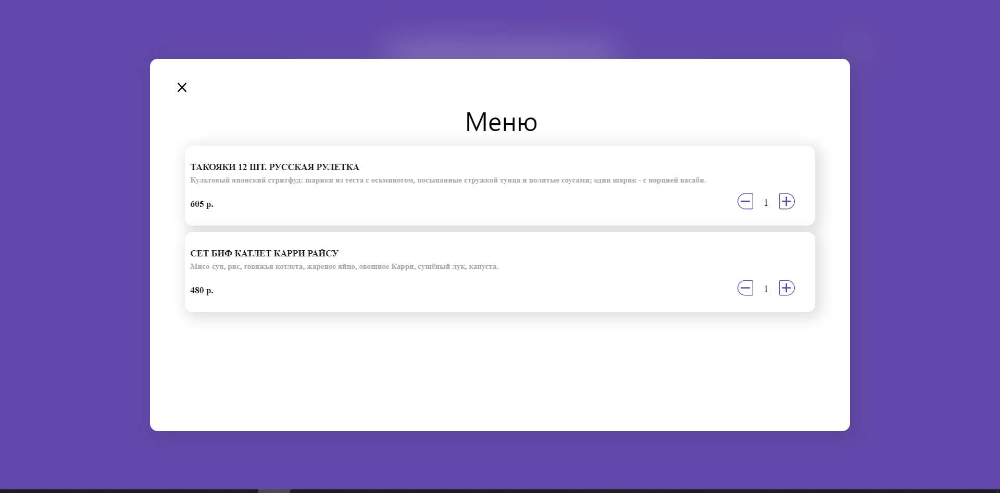 Меню
ТАКОЯКИ 12 ШТ. РУССКАЯ РУЛЕТКА
Культовый японский стритфуд: шарики из теста с осьминогом, посыпанные стружкой тунца и политые соусами; один шарик - с порцией васаби.
605 р.
1
СЕТ БИФ КАТЛЕТ КАРРИ РАЙСУ
Мисо-суп, рис, говяжья котлета, жареное яйцо, овощное Карри, сушёный лук, капуста.
480 р.
1